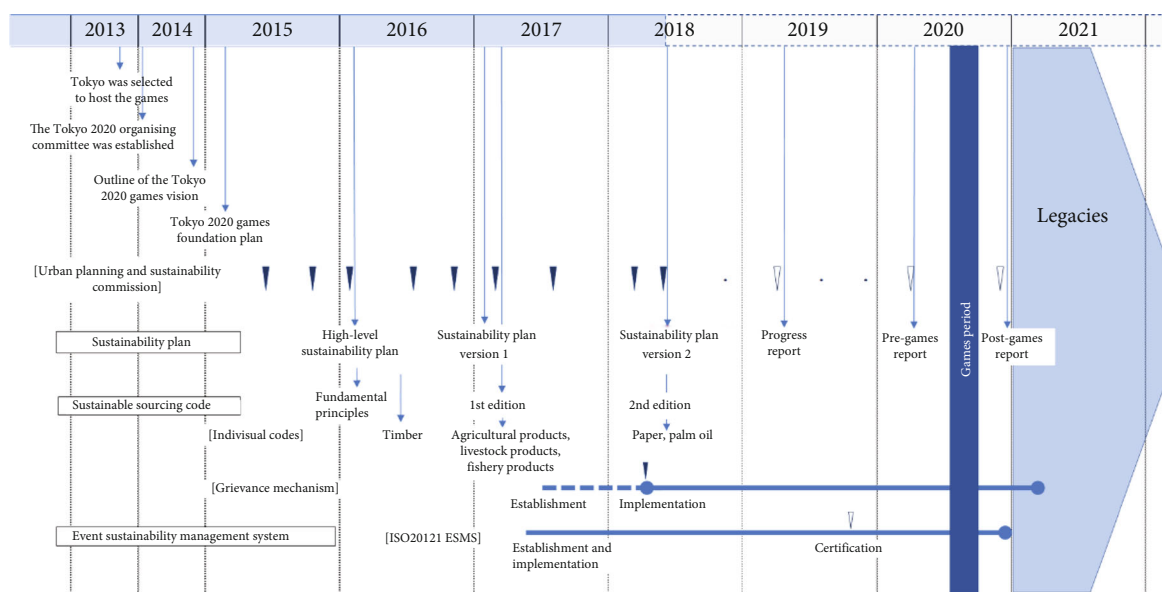 2013 2014 2015 2016 2017 2018 2019 2020 2021
Tokyo was selected
to host the games
The Tokyo 2020 organising
committee was established
Outline of the Tokyo
2020 games vision
Tokyo 2020 games
foundation plan
Legacies
[Urban planning and sustainability
commission]
Sustainability plan
High-level
sustainability plan
Sustainability plan
version 1
Sustainability plan
version 2
Progress
report
Pre-games
report
Games period
Post-games
report
Sustainable sourcing code
Fundamental
principles
1st edition
2nd edition
[Indivisual codes]
Timber
Agricultural products,
livestock products,
fishery products
Paper, palm oil
[Grievance mechanism]
Establishment
Implementation
Event sustainability management system
[ISO20121 ESMS]
Establishment and
implementation
Certification